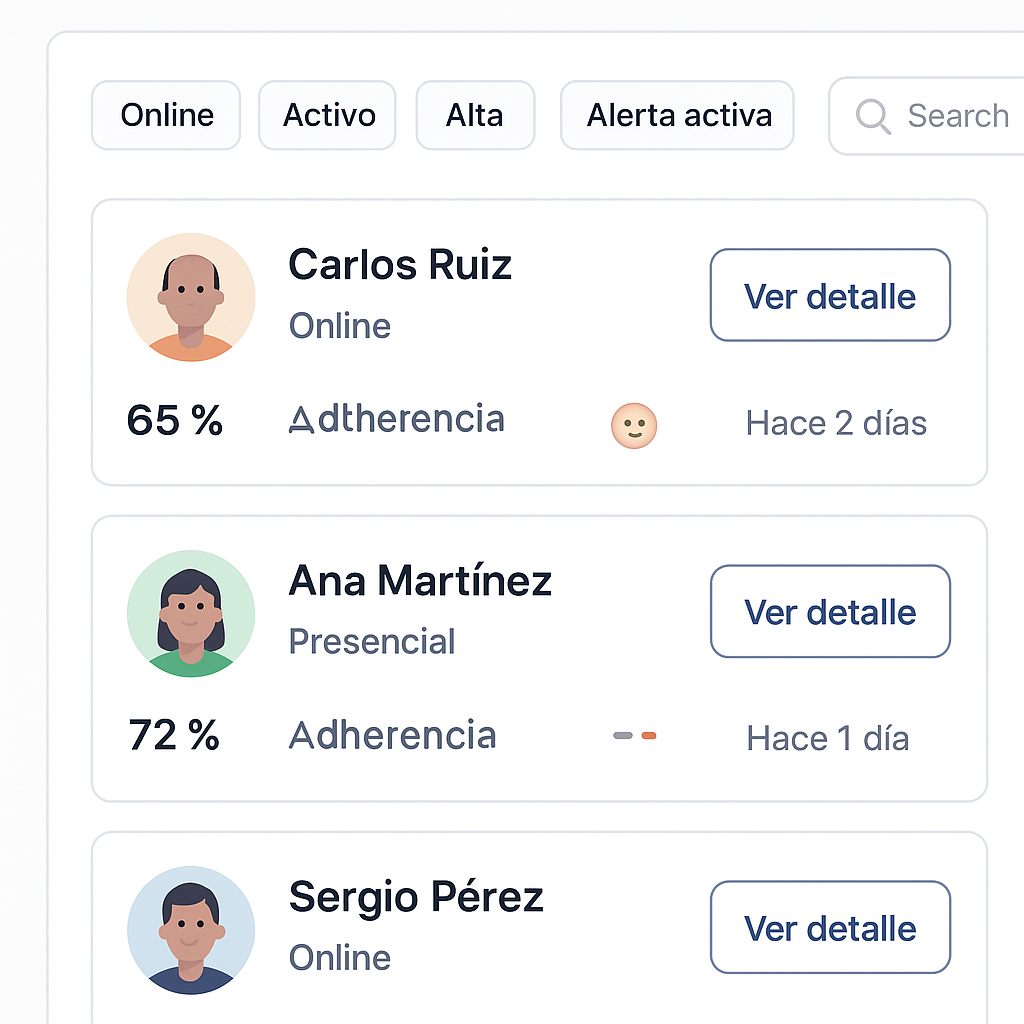 Online Activo Alta Alerta activa Search
Carlos Ruiz
Ver detalle
Online
65 % Adtherencia Hace 2 días
Ana Martínez
Ver detalle
Presencial
72 % Adherencia Hace 1 día
Sergio Pérez
Ver detalle
Online